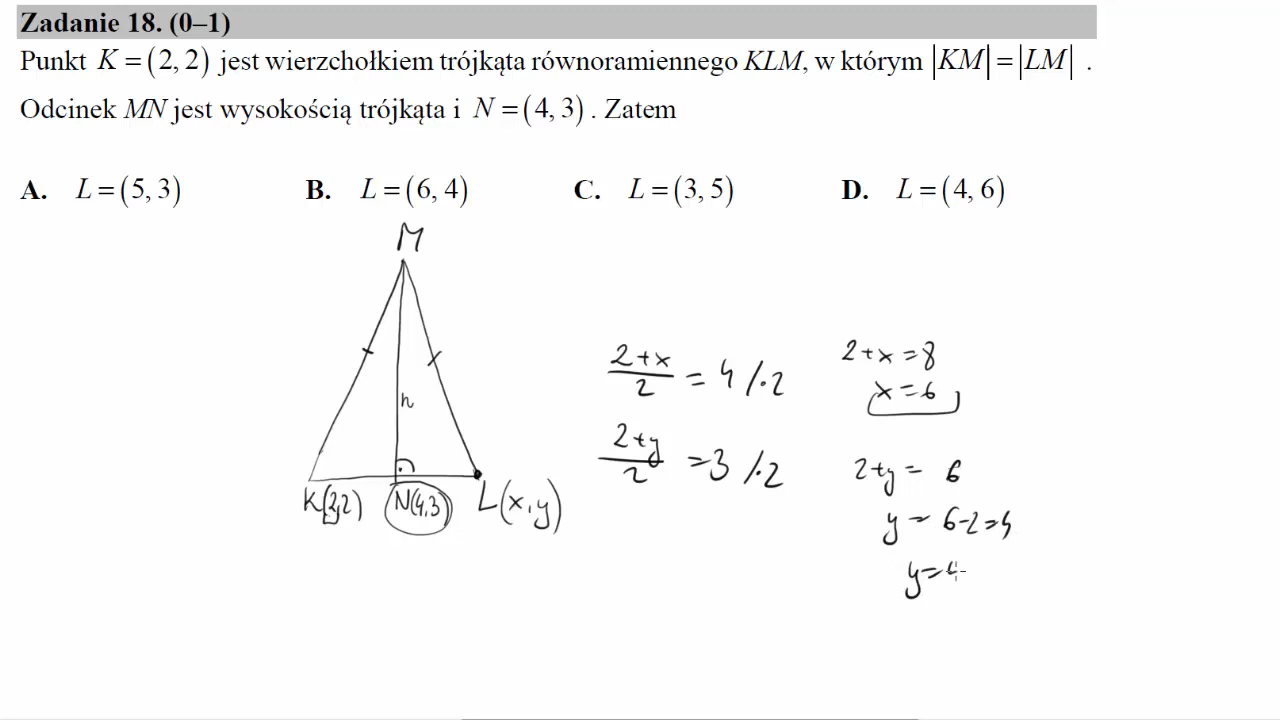 Zadanie 18. (0–1)
Punkt K = (2, 2) jest wierzchołkiem trójkąta równoramiennego KLM, w którym |KM| = |LM| .
Odcinek MN jest wysokością trójkąta i N = (4, 3) . Zatem
A. L = (5, 3) B. L = (6, 4) C. L = (3, 5) D. L = (4, 6)
M
h
K(2,2) N(4,3) L(x,y)
(2+x)/2 = 4 /·2
(2+y)/2 = 3 /·2
2+x = 8
x = 6
2+y = 6
y = 6-2 = 4
y = 4